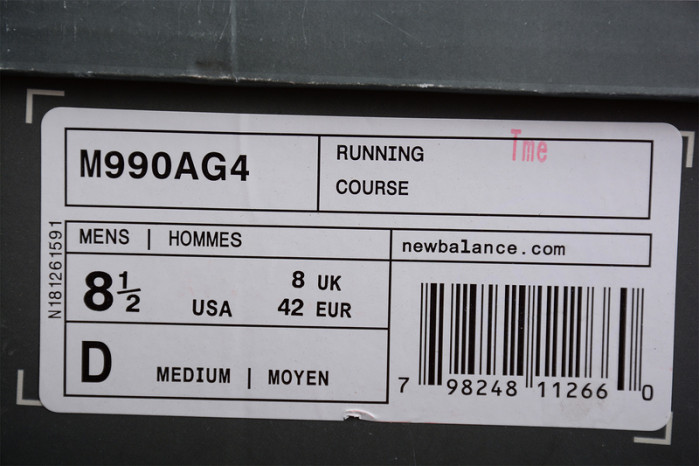 M990AG4
RUNNING
COURSE
Tme
MENS | HOMMES
newbalance.com
8½ USA
8 UK
42 EUR
D
MEDIUM | MOYEN
7 98248 11266 0
N181261591